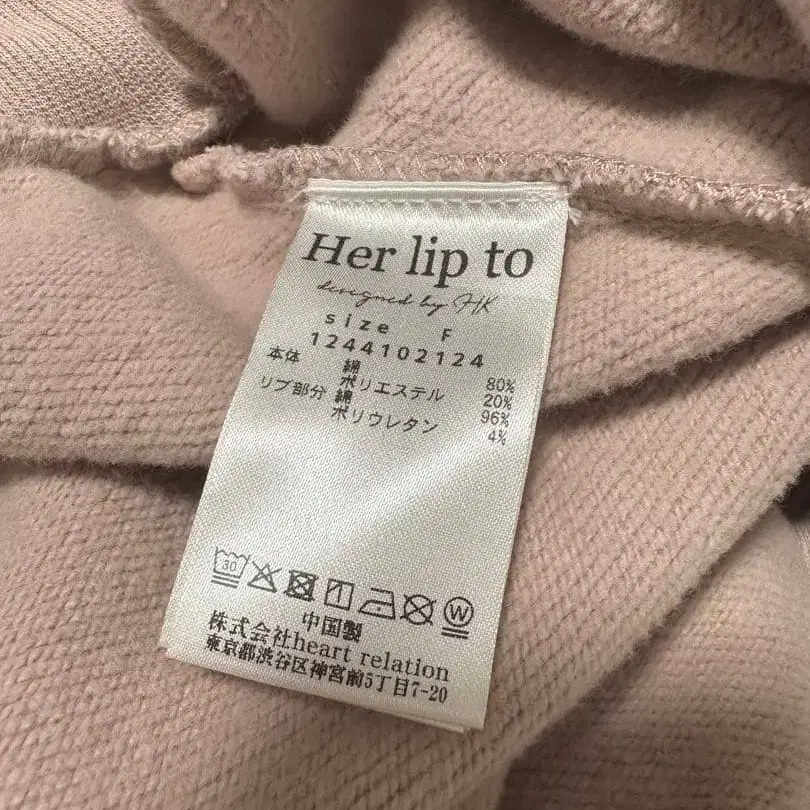 Her lip to
designed by HK
size F
1244102124
本体 綿 80%
ポリエステル 20%
リブ部分 綿 96%
ポリウレタン 4%
30 W
中国製
株式会社heart relation
東京都渋谷区神宮前5丁目7-20